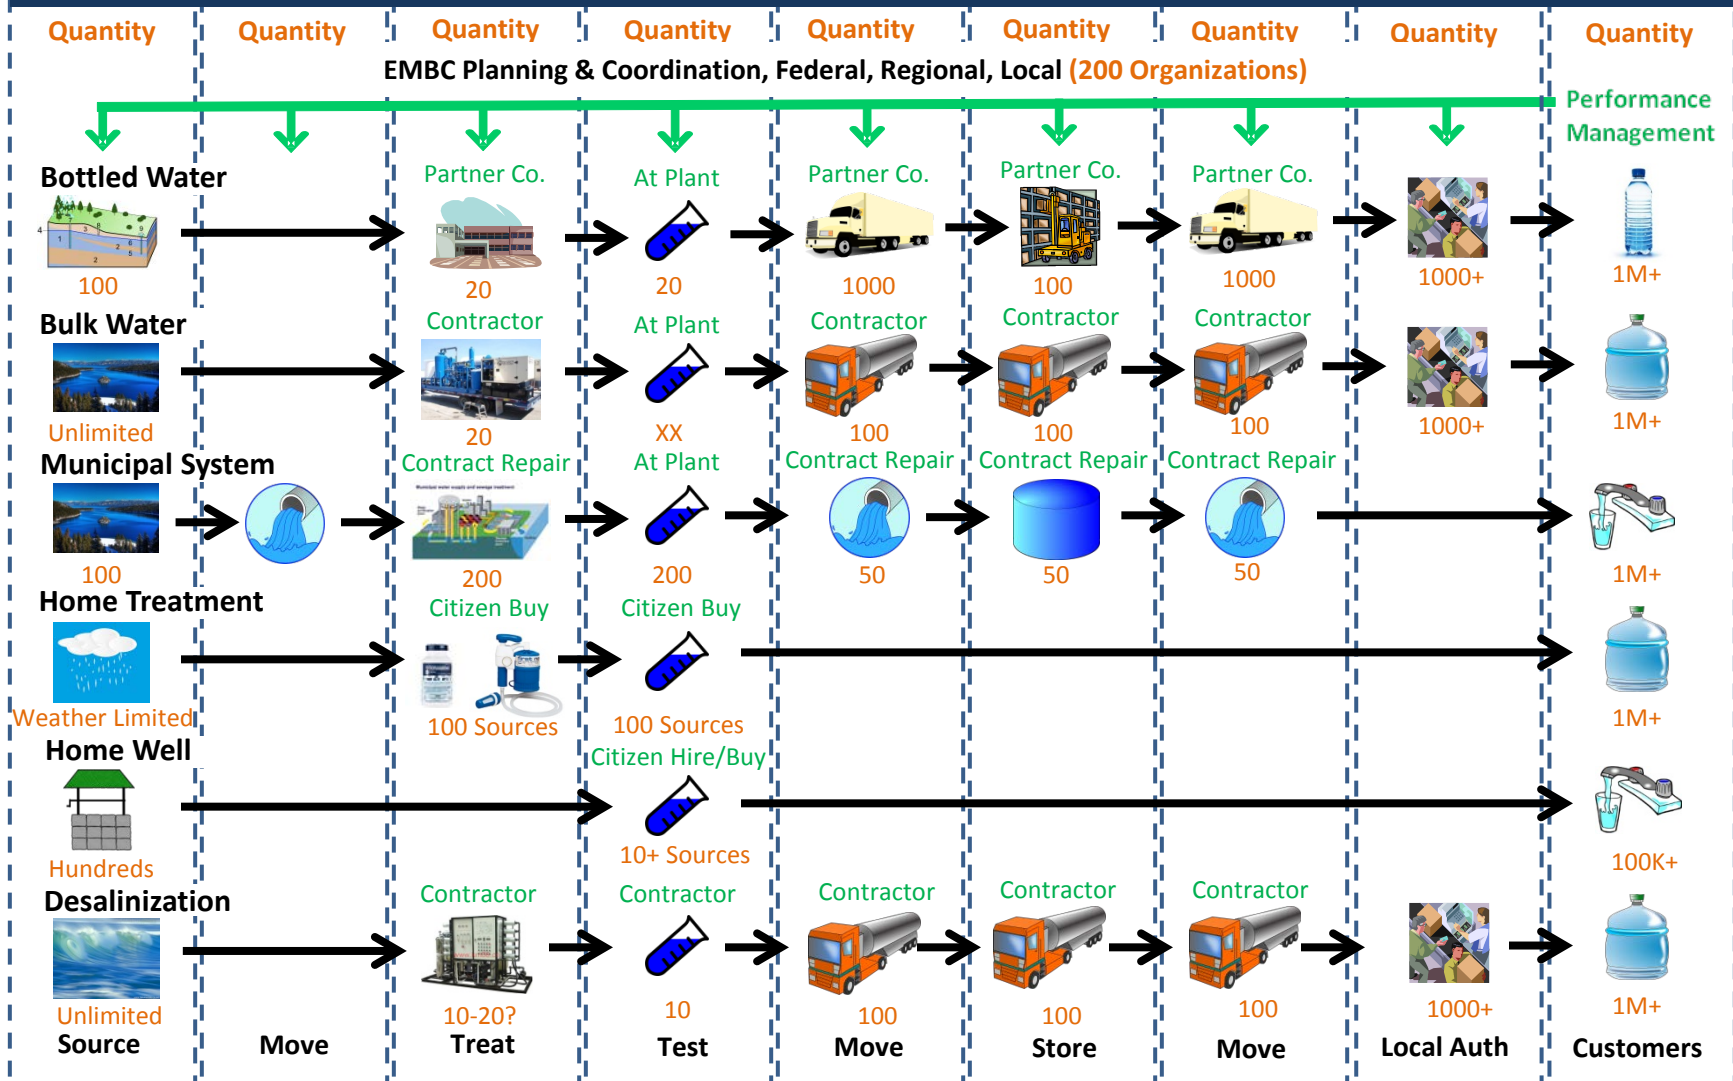 Quantity Quantity Quantity Quantity Quantity Quantity Quantity Quantity Quantity
EMBC Planning & Coordination, Federal, Regional, Local (200 Organizations)
Performance
Management
Bottled Water
Partner Co. At Plant Partner Co. Partner Co. Partner Co.
100 20 20 1000 100 1000 1000+ 1M+
Bulk Water
Contractor At Plant Contractor Contractor Contractor
Unlimited 20 XX 100 100 100 1000+ 1M+
Municipal System
Contract Repair At Plant Contract Repair Contract Repair Contract Repair
Municipal water supply and sewage treatment
100 200 200 50 50 50 1M+
Home Treatment
Citizen Buy Citizen Buy
Weather Limited 100 Sources 100 Sources 1M+
Home Well
Citizen Hire/Buy
Hundreds 10+ Sources 100K+
Desalinization
Contractor Contractor Contractor Contractor Contractor
Unlimited 10-20? 10 100 100 100 1000+ 1M+
Source Move Treat Test Move Store Move Local Auth Customers